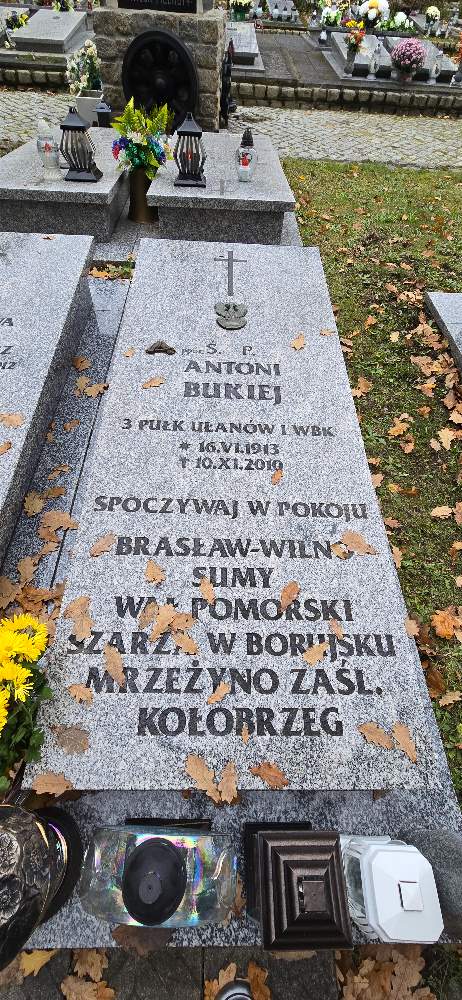 Ś. P.
ANTONI
BUKIEJ
3 PUŁK UŁANÓW I WBK
* 16.VI.1913
† 10.XI.2010
SPOCZYWAJ W POKOJU
BRASŁAW-WILNO
SUMY
WAŁ POMORSKI
SZARŻA W BORUJSKU
MRZEŻYNO ZAŚL.
KOŁOBRZEG